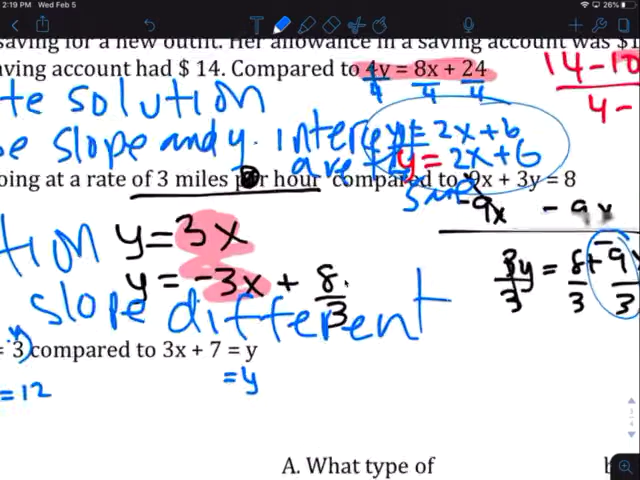 2:19 PM Wed Feb 5
26%
saving for a new outfit. Her allowance in a saving account was $1
14 - 10
aving account had $ 14. Compared to 4y = 8x + 24
4 4 4
4 -
te solution
y = 2x + 6
e slope and y. interce
y = 2x + 6
are the same
oing at a rate of 3 miles per hour compared to 9x + 3y = 8
-9x - 9x
tion y = 3x
3y = 8 + -9x
3 3 3
y = -3x + 8/3
slope different
= 3 compared to 3x + 7 = y
= 12 = y
A. What type of